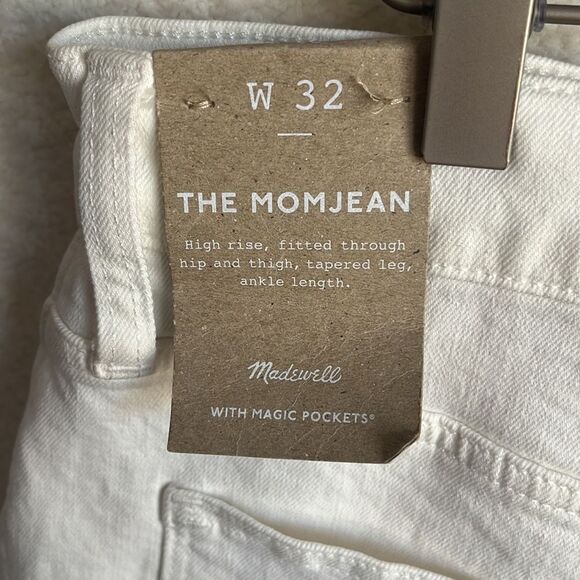 W 32
THE MOMJEAN
High rise, fitted through
hip and thigh, tapered leg,
ankle length.
Madewell
WITH MAGIC POCKETS®